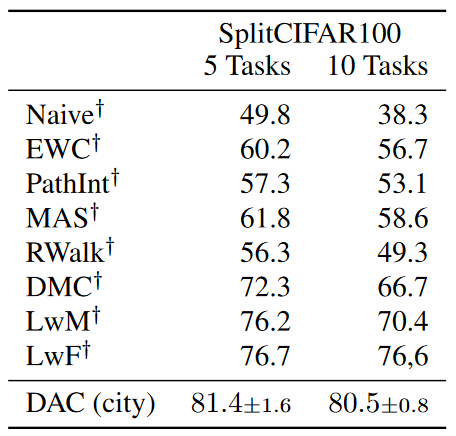 SplitCIFAR100
5 Tasks 10 Tasks
Naive† 49.8 38.3
EWC† 60.2 56.7
PathInt† 57.3 53.1
MAS† 61.8 58.6
RWalk† 56.3 49.3
DMC† 72.3 66.7
LwM† 76.2 70.4
LwF† 76.7 76,6
DAC (city) 81.4±1.6 80.5±0.8